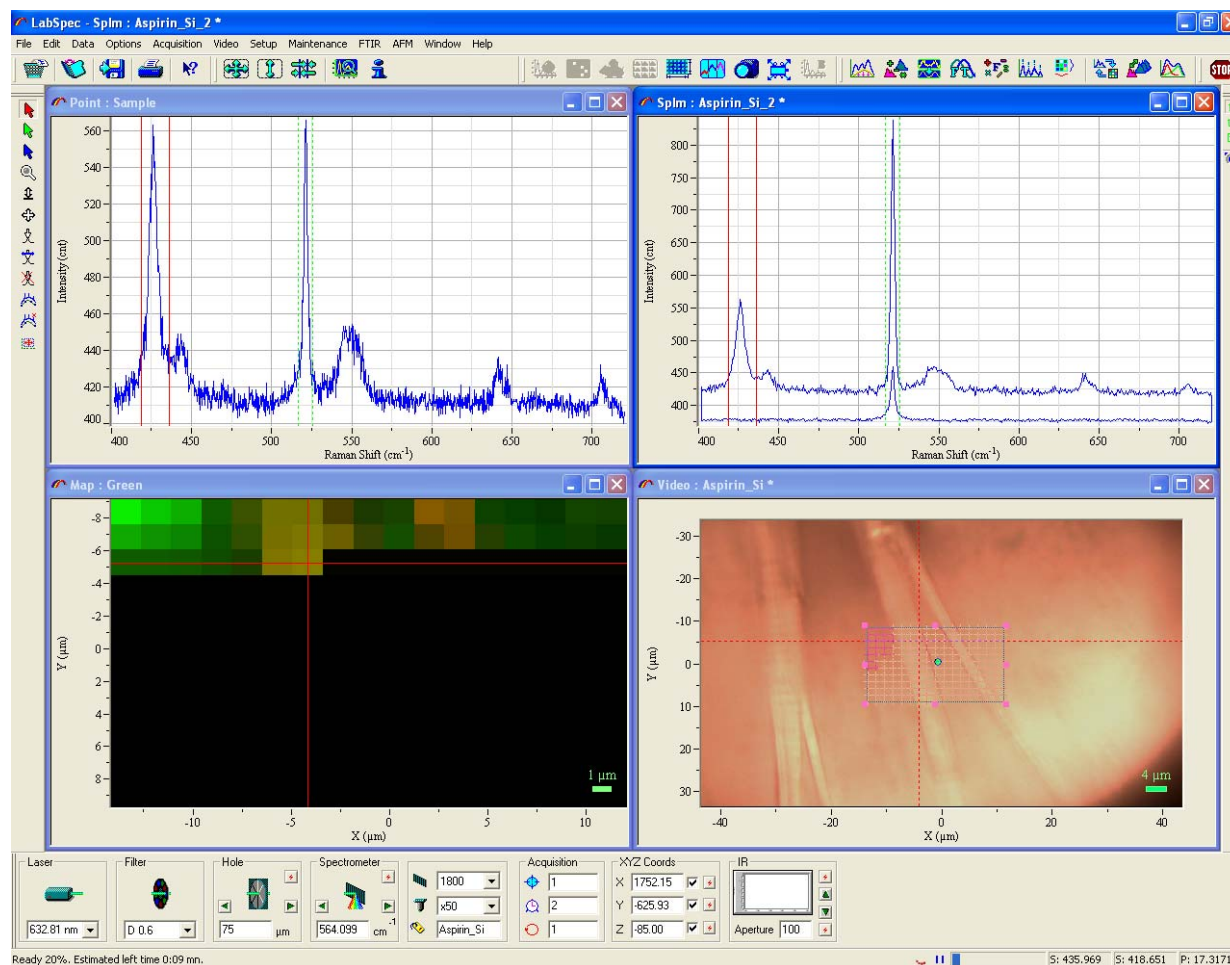 LabSpec - SpIm : Aspirin_Si_2 *
File Edit Data Options Acquisition Video Setup Maintenance FTIR AFM Window Help
STOP
Point : Sample
560
540
520
500
480
460
440
420
400
Intensity (cnt)
400 450 500 550 600 650 700
Raman Shift (cm-1)
SpIm : Aspirin_Si_2 *
800
750
700
650
600
550
500
450
400
Intensity (cnt)
400 450 500 550 600 650 700
Raman Shift (cm-1)
Map : Green
-8
-6
-4
-2
0
2
4
6
8
Y (µm)
1 µm
-10 -5 0 5 10
X (µm)
Video : Aspirin_Si *
-30
-20
-10
0
10
20
30
Y (µm)
4 µm
-40 -20 0 20 40
X (µm)
Laser
632.81 nm
Filter
D 0.6
Hole
75 µm
Spectrometer
564.099 cm-1
1800
x50
Aspirin_Si
Acquisition
1
2
1
XYZ Coords
X 1752.15
Y -625.93
Z -85.00
IR
Aperture 100
Ready 20%. Estimated left time 0:09 mn.
S: 435.969 S: 418.651 P: 17.3171